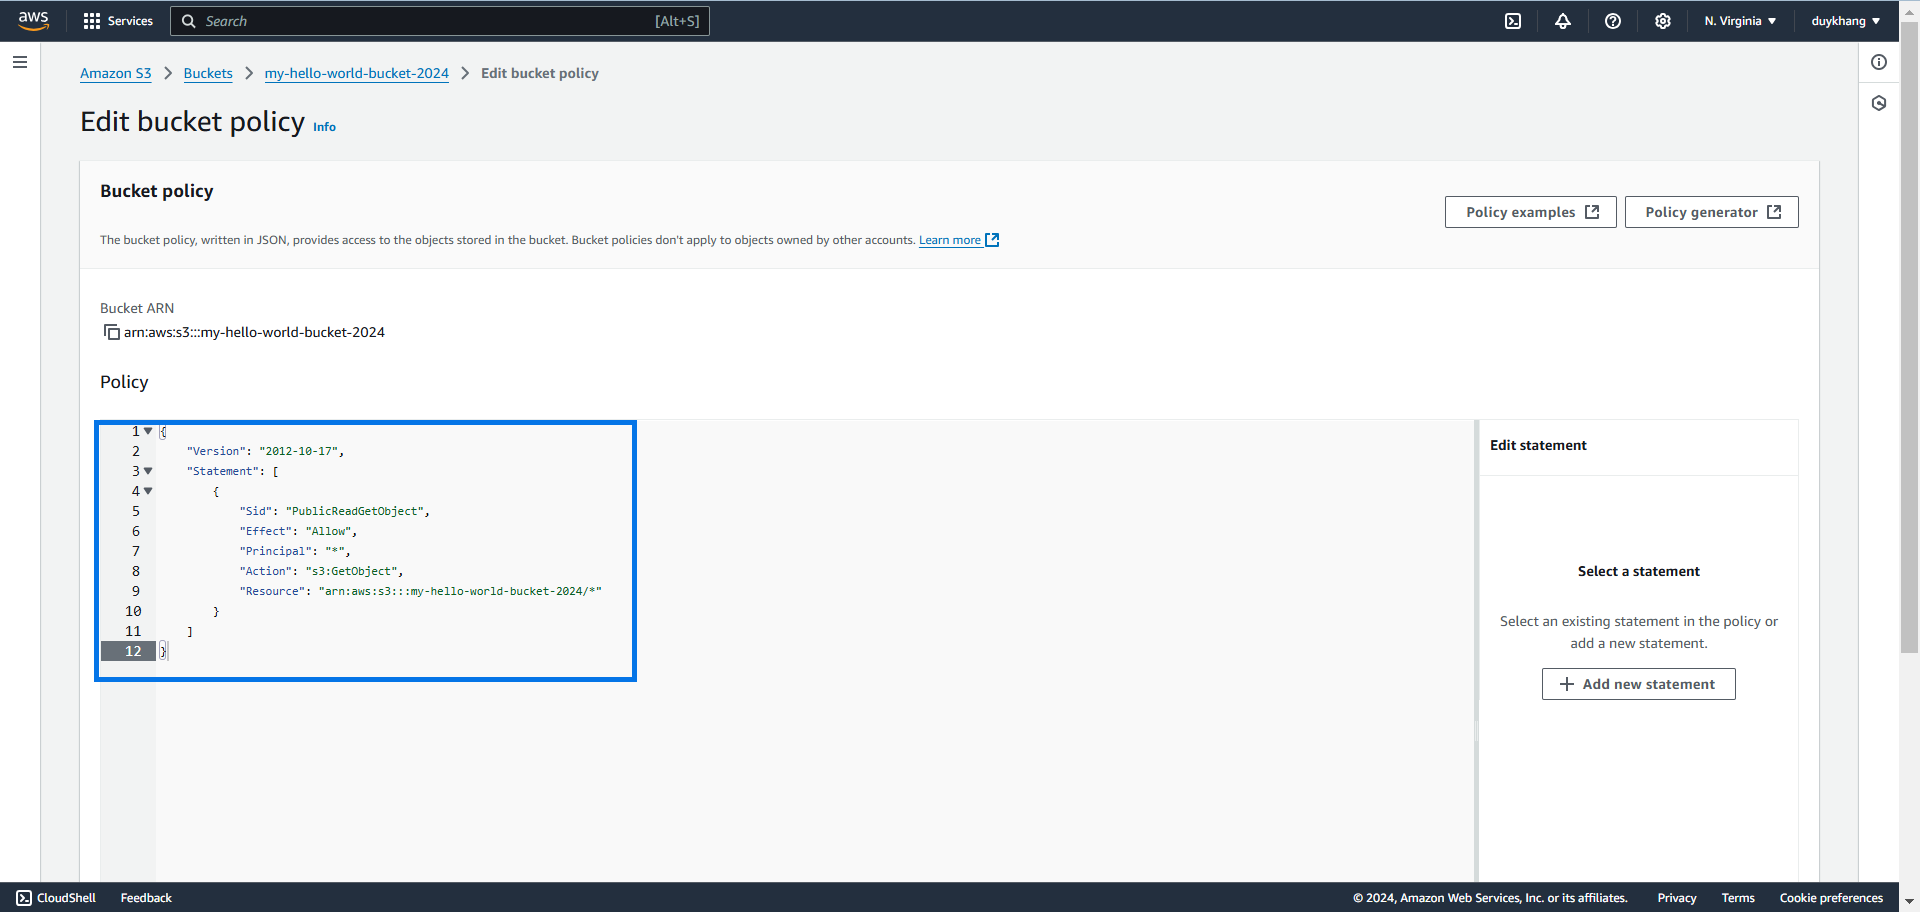 aws
Services
Search [Alt+S]
N. Virginia
duykhang
Amazon S3 > Buckets > my-hello-world-bucket-2024 > Edit bucket policy
Edit bucket policy Info
Bucket policy
Policy examples
Policy generator
The bucket policy, written in JSON, provides access to the objects stored in the bucket. Bucket policies don't apply to objects owned by other accounts. Learn more
Bucket ARN
arn:aws:s3:::my-hello-world-bucket-2024
Policy
1 {
2 "Version": "2012-10-17",
3 "Statement": [
4 {
5 "Sid": "PublicReadGetObject",
6 "Effect": "Allow",
7 "Principal": "*",
8 "Action": "s3:GetObject",
9 "Resource": "arn:aws:s3:::my-hello-world-bucket-2024/*"
10 }
11 ]
12 }
Edit statement
Select a statement
Select an existing statement in the policy or
add a new statement.
+ Add new statement
CloudShell
Feedback
© 2024, Amazon Web Services, Inc. or its affiliates.
Privacy
Terms
Cookie preferences